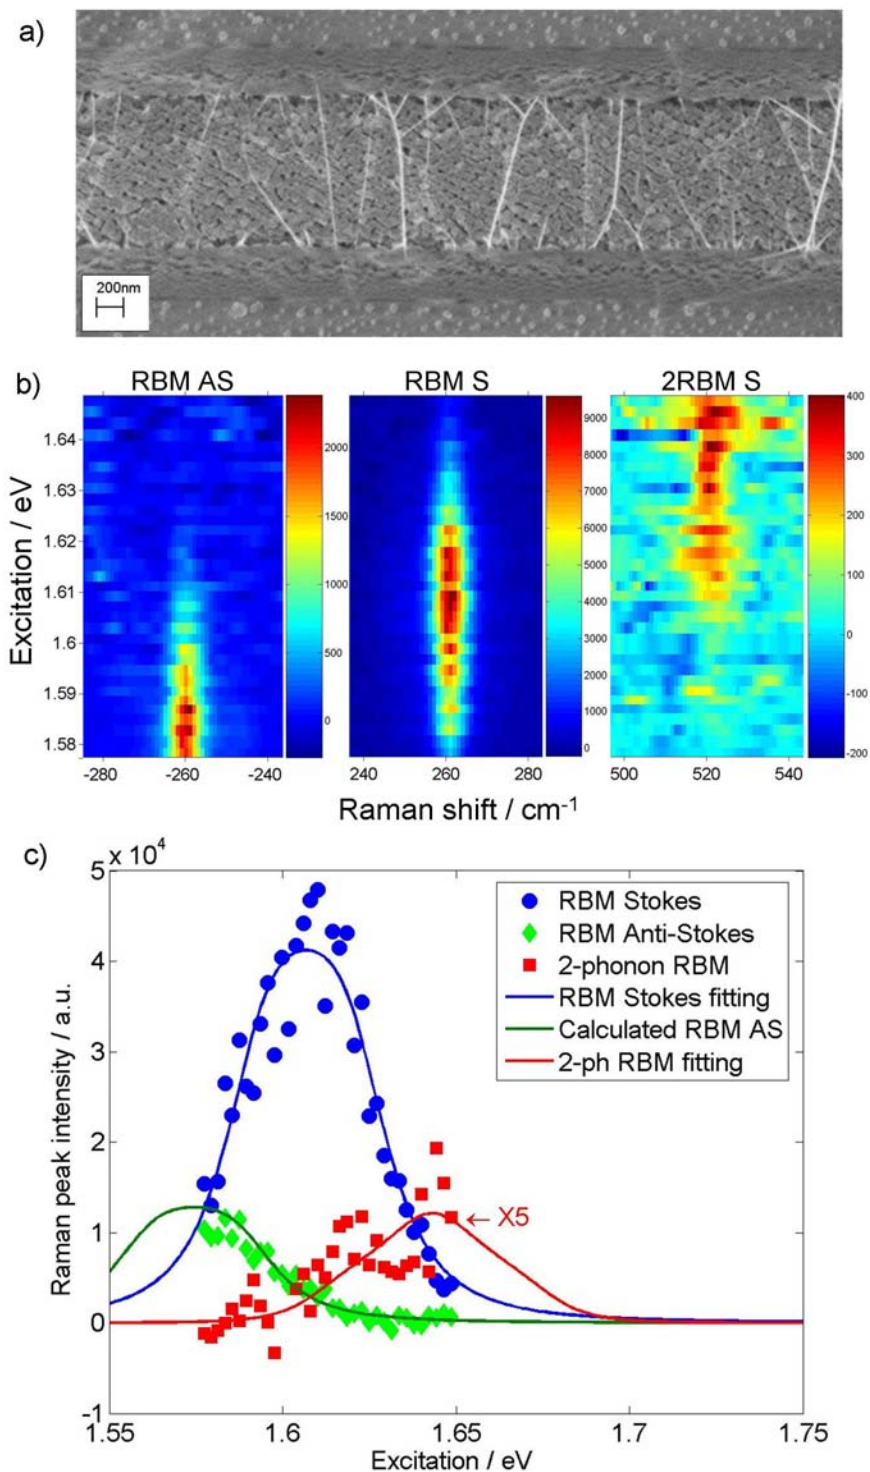 a)
200nm
b)
RBM AS
RBM S
2RBM S
Excitation / eV
1.64
1.63
1.62
1.61
1.6
1.59
1.58
-280
-260
-240
2000
1500
1000
500
0
240
260
280
9000
8000
7000
6000
5000
4000
3000
2000
1000
0
500
520
540
400
300
200
100
0
-100
-200
Raman shift / cm⁻¹
c)
x 10⁴
5
4
3
2
1
0
-1
Raman peak intensity / a.u.
RBM Stokes
RBM Anti-Stokes
2-phonon RBM
RBM Stokes fitting
Calculated RBM AS
2-ph RBM fitting
← X5
1.55
1.6
1.65
1.7
1.75
Excitation / eV